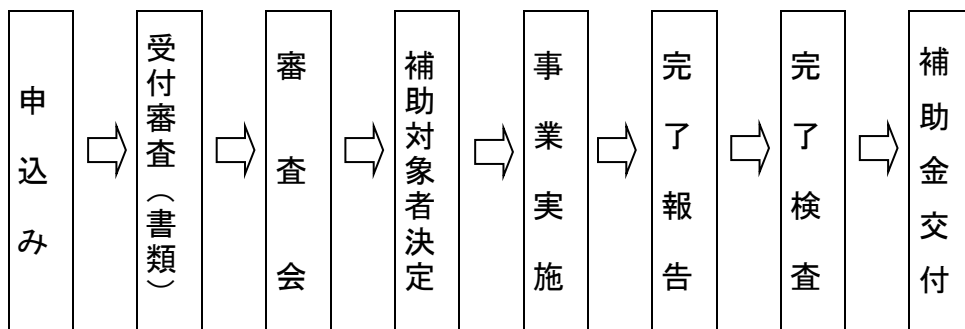 申込み
受付審査（書類）
審査会
補助対象者決定
事業実施
完了報告
完了検査
補助金交付